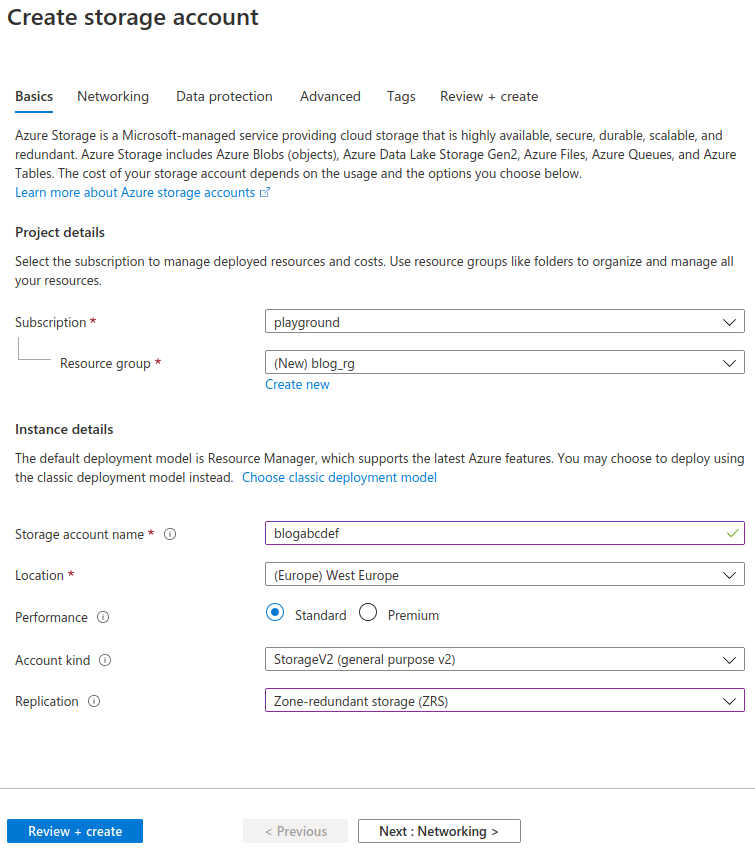 Create storage account
Basics Networking Data protection Advanced Tags Review + create
Azure Storage is a Microsoft-managed service providing cloud storage that is highly available, secure, durable, scalable, and
redundant. Azure Storage includes Azure Blobs (objects), Azure Data Lake Storage Gen2, Azure Files, Azure Queues, and Azure
Tables. The cost of your storage account depends on the usage and the options you choose below.
Learn more about Azure storage accounts
Project details
Select the subscription to manage deployed resources and costs. Use resource groups like folders to organize and manage all
your resources.
Subscription * playground
Resource group * (New) blog_rg
Create new
Instance details
The default deployment model is Resource Manager, which supports the latest Azure features. You may choose to deploy using
the classic deployment model instead. Choose classic deployment model
Storage account name * blogabcdef
Location * (Europe) West Europe
Performance Standard Premium
Account kind StorageV2 (general purpose v2)
Replication Zone-redundant storage (ZRS)
Review + create < Previous Next : Networking >